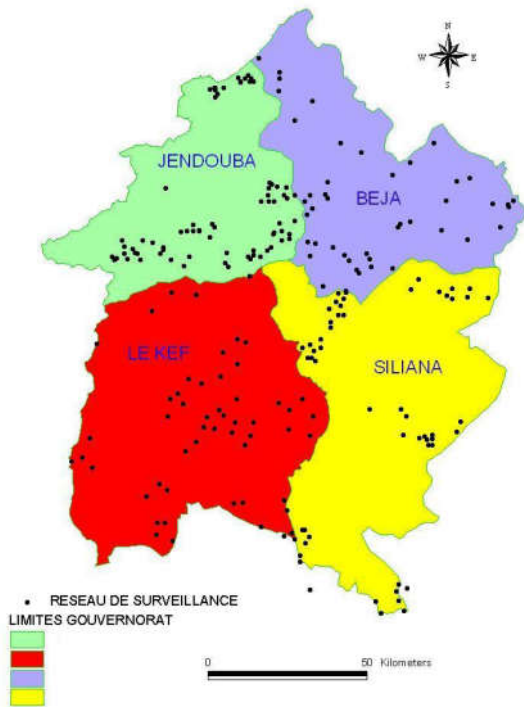 N
W E
S
JENDOUBA
BEJA
LE KEF
SILIANA
RESEAU DE SURVEILLANCE
LIMITES GOUVERNORAT
0 50 Kilometers